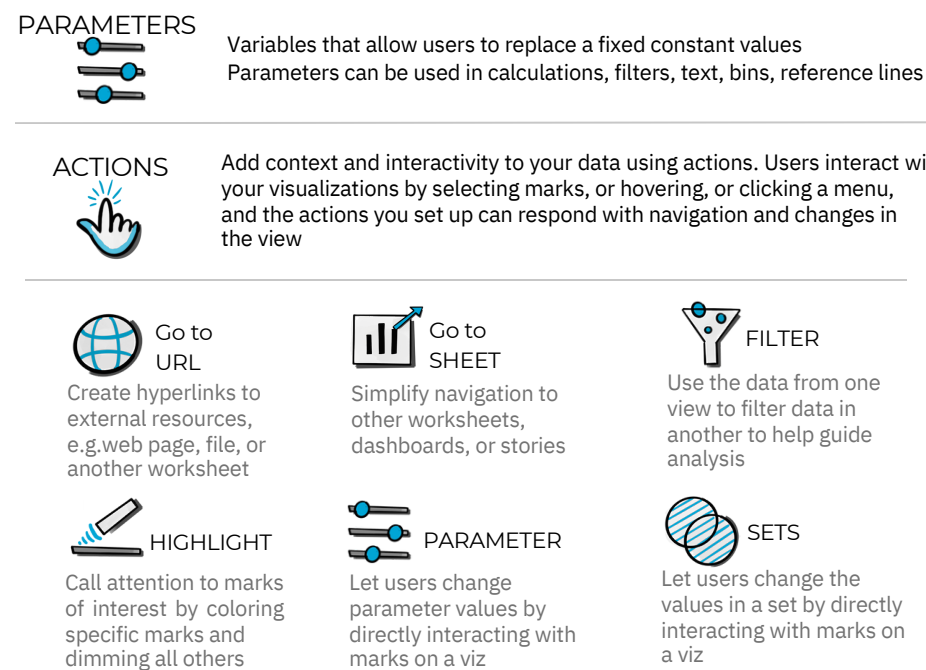 PARAMETERS
Variables that allow users to replace a fixed constant values
Parameters can be used in calculations, filters, text, bins, reference lines
ACTIONS
Add context and interactivity to your data using actions. Users interact wi
your visualizations by selecting marks, or hovering, or clicking a menu,
and the actions you set up can respond with navigation and changes in
the view
Go to
URL
Create hyperlinks to
external resources,
e.g.web page, file, or
another worksheet
Go to
SHEET
Simplify navigation to
other worksheets,
dashboards, or stories
FILTER
Use the data from one
view to filter data in
another to help guide
analysis
HIGHLIGHT
Call attention to marks
of interest by coloring
specific marks and
dimming all others
PARAMETER
Let users change
parameter values by
directly interacting with
marks on a viz
SETS
Let users change the
values in a set by directly
interacting with marks on
a viz